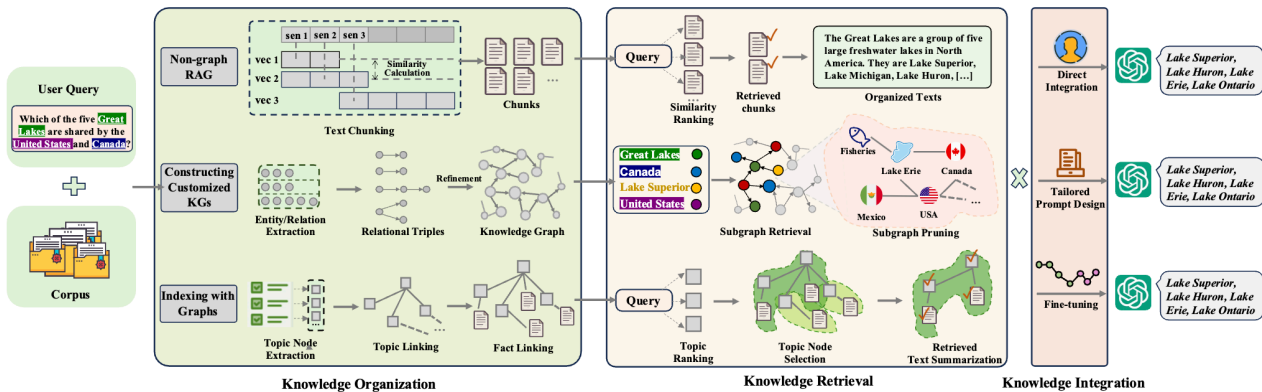 User Query
Which of the five Great
Lakes are shared by the
United States and Canada?
Corpus
Non-graph
RAG
sen 1
sen 2
sen 3
vec 1
vec 2
vec 3
Similarity
Calculation
Text Chunking
...
Chunks
Constructing
Customized
KGs
Entity/Relation
Extraction
Relational Triples
Refinement
Knowledge Graph
Indexing with
Graphs
...
Topic Node
Extraction
...
Topic Linking
...
Fact Linking
Knowledge Organization
Query
...
Similarity
Ranking
Retrieved
chunks
The Great Lakes are a group of five
large freshwater lakes in North
America. They are Lake Superior,
Lake Michigan, Lake Huron, [...]
Organized Texts
Great Lakes
Canada
Lake Superior
United States
Subgraph Retrieval
Fisheries
Lake Erie
Canada
Mexico
USA
...
Subgraph Pruning
Query
...
Topic
Ranking
Topic Node
Selection
Retrieved
Text Summarization
Knowledge Retrieval
Direct
Integration
Tailored
Prompt Design
Fine-tuning
Knowledge Integration
Lake Superior,
Lake Huron, Lake
Erie, Lake Ontario
Lake Superior,
Lake Huron, Lake
Erie, Lake Ontario
Lake Superior,
Lake Huron, Lake
Erie, Lake Ontario